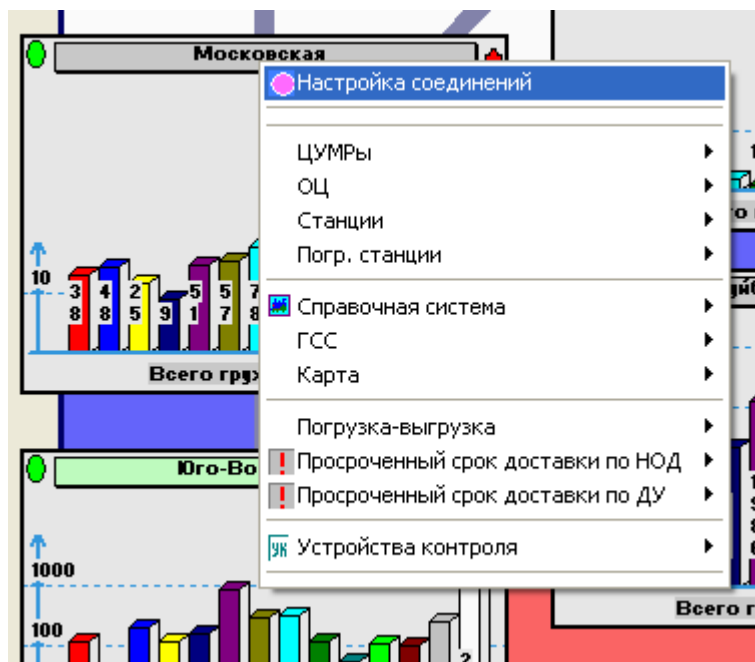 Московская
Настройка соединений
ЦУМРы
ОЦ
Станции
Погр. станции
10
3 4 2 9 5 5 7
8 8 5 1 7 8
Справочная система
ГСС
Карта
Всего груж
Погрузка-выгрузка
Просроченный срок доставки по НОД
Просроченный срок доставки по ДУ
Юго-Во
ук Устройства контроля
1000
100
Всего г
2